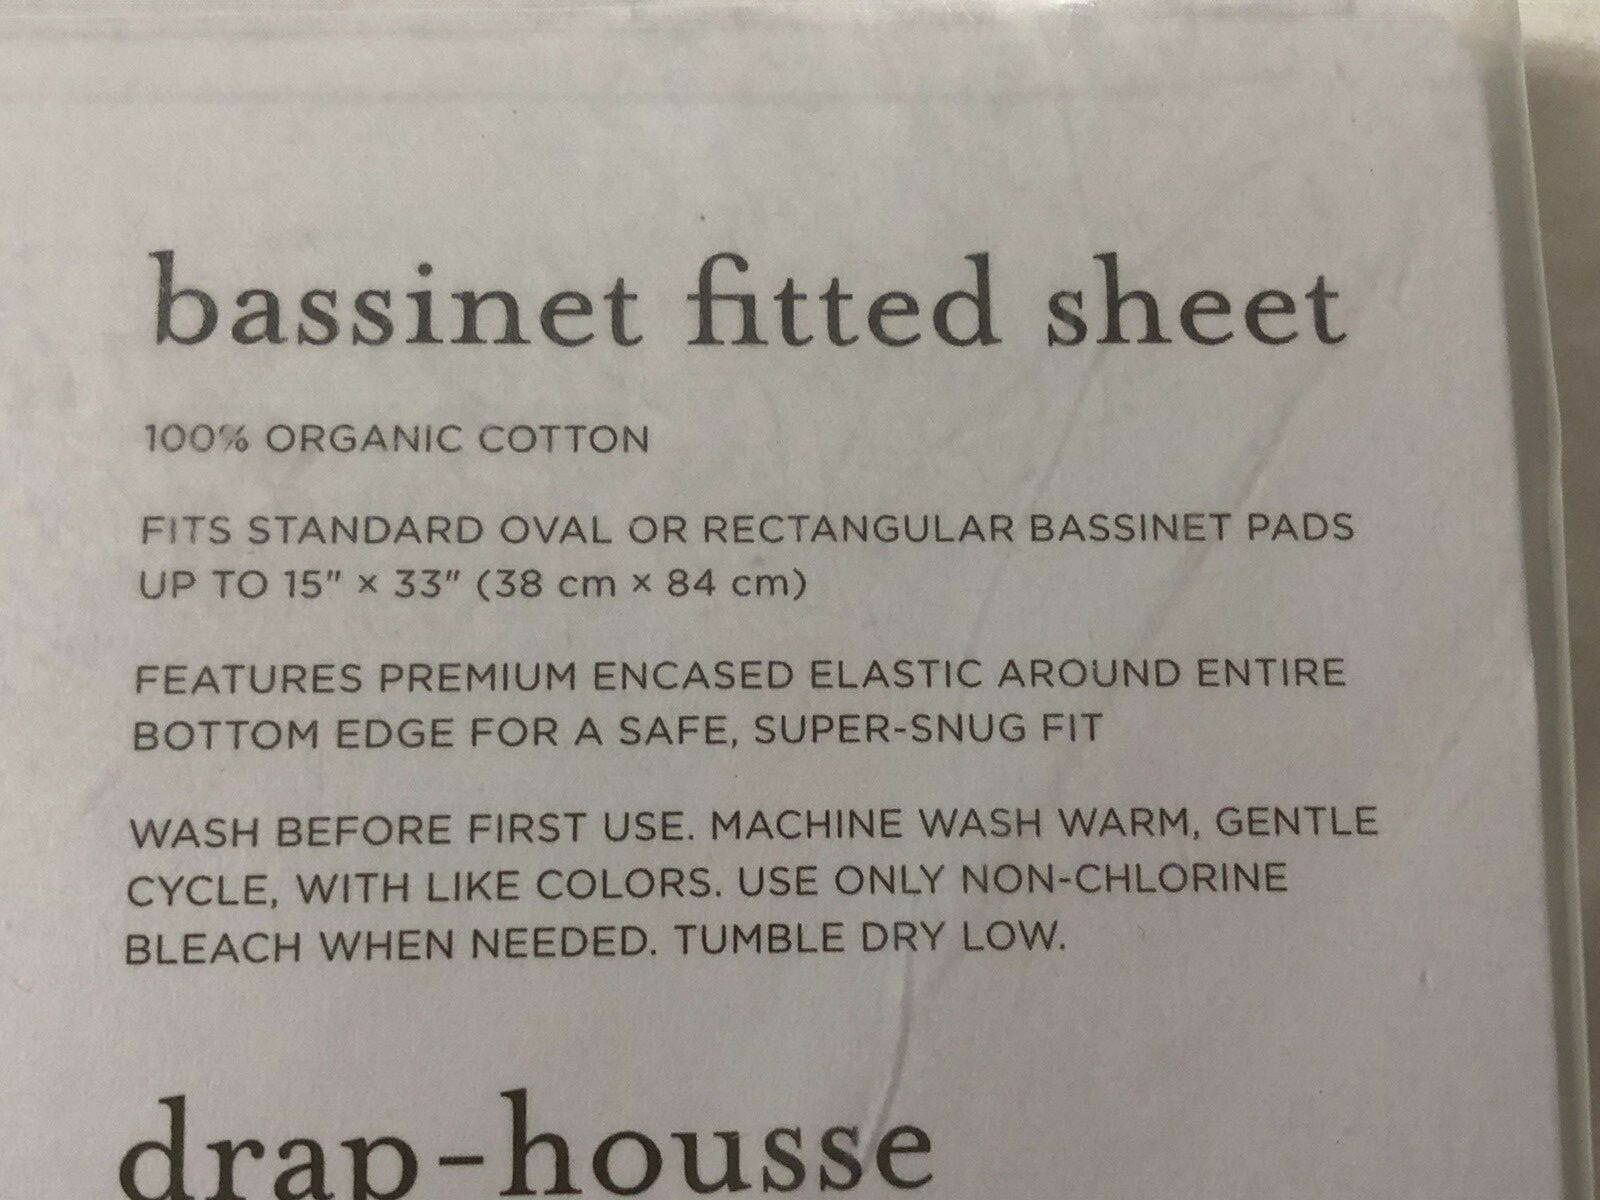 bassinet fitted sheet
100% ORGANIC COTTON
FITS STANDARD OVAL OR RECTANGULAR BASSINET PADS
UP TO 15" × 33" (38 cm × 84 cm)
FEATURES PREMIUM ENCASED ELASTIC AROUND ENTIRE
BOTTOM EDGE FOR A SAFE, SUPER-SNUG FIT
WASH BEFORE FIRST USE. MACHINE WASH WARM, GENTLE
CYCLE, WITH LIKE COLORS. USE ONLY NON-CHLORINE
BLEACH WHEN NEEDED. TUMBLE DRY LOW.
drap-housse